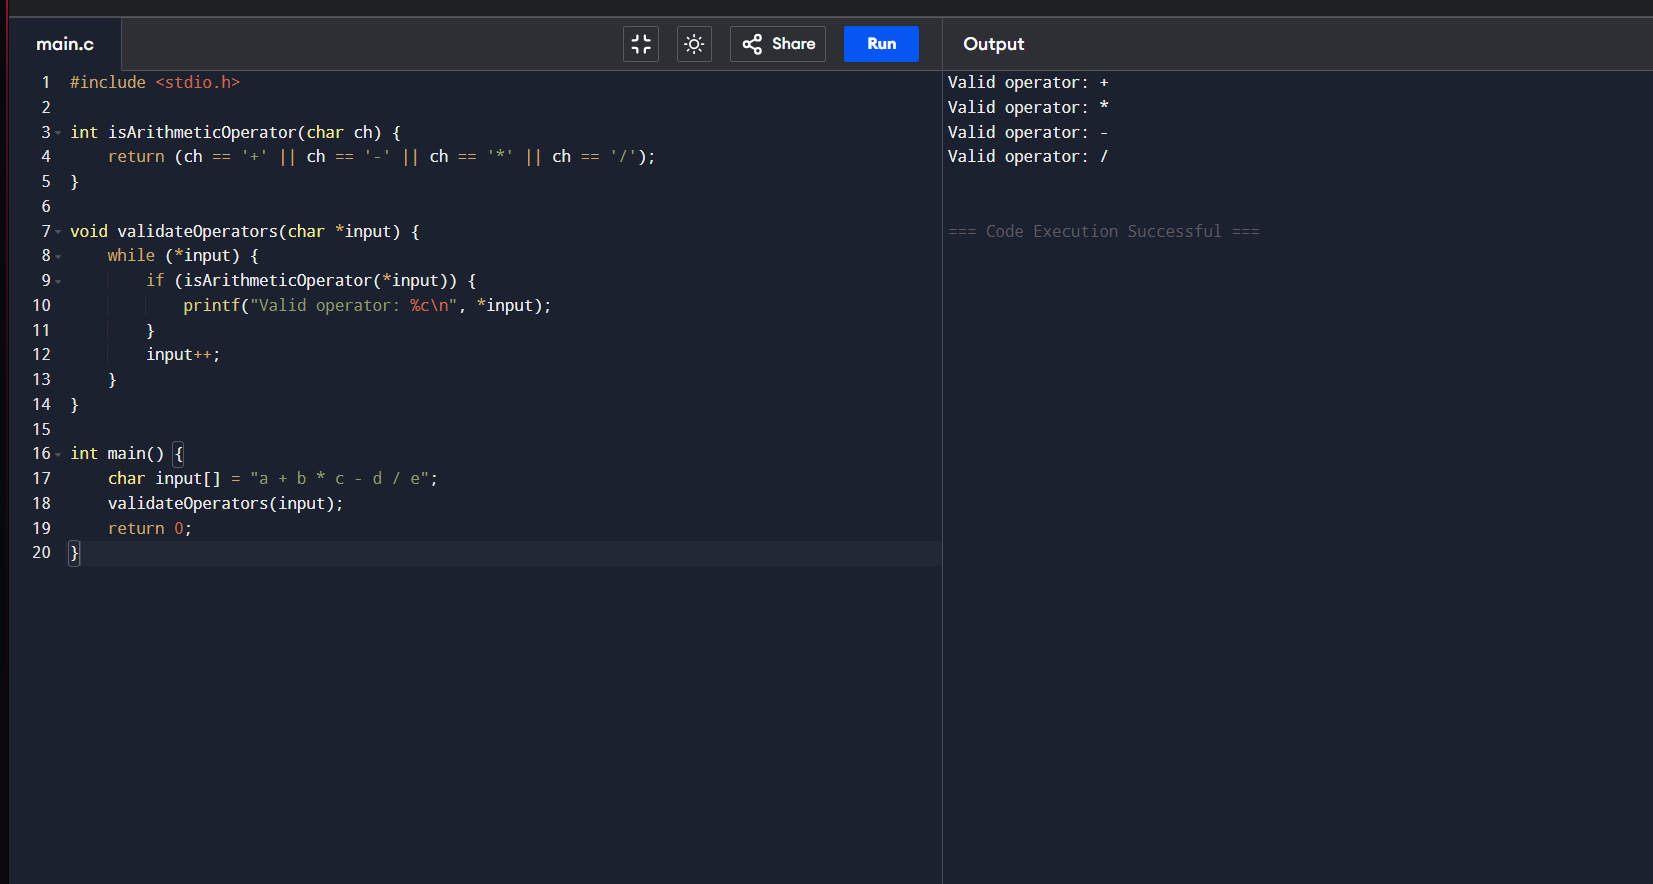 main.c
Share
Run
Output
1 #include <stdio.h>
2
3 int isArithmeticOperator(char ch) {
4     return (ch == '+' || ch == '-' || ch == '*' || ch == '/');
5 }
6
7 void validateOperators(char *input) {
8     while (*input) {
9         if (isArithmeticOperator(*input)) {
10             printf("Valid operator: %c\n", *input);
11         }
12         input++;
13     }
14 }
15
16 int main() {
17     char input[] = "a + b * c - d / e";
18     validateOperators(input);
19     return 0;
20 }
Valid operator: +
Valid operator: *
Valid operator: -
Valid operator: /
=== Code Execution Successful ===